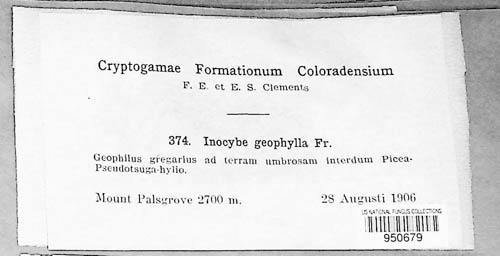 Cryptogamae Formationum Coloradensium
F. E. et E. S. Clements
374. Inocybe geophylla Fr.
Geophilus gregarius ad terram umbrosam interdum Picea-
Pseudotsuga-hylio.
Mount Palsgrove 2700 m. 28 Augusti 1906
US NATIONAL FUNGUS COLLECTIONS
950679